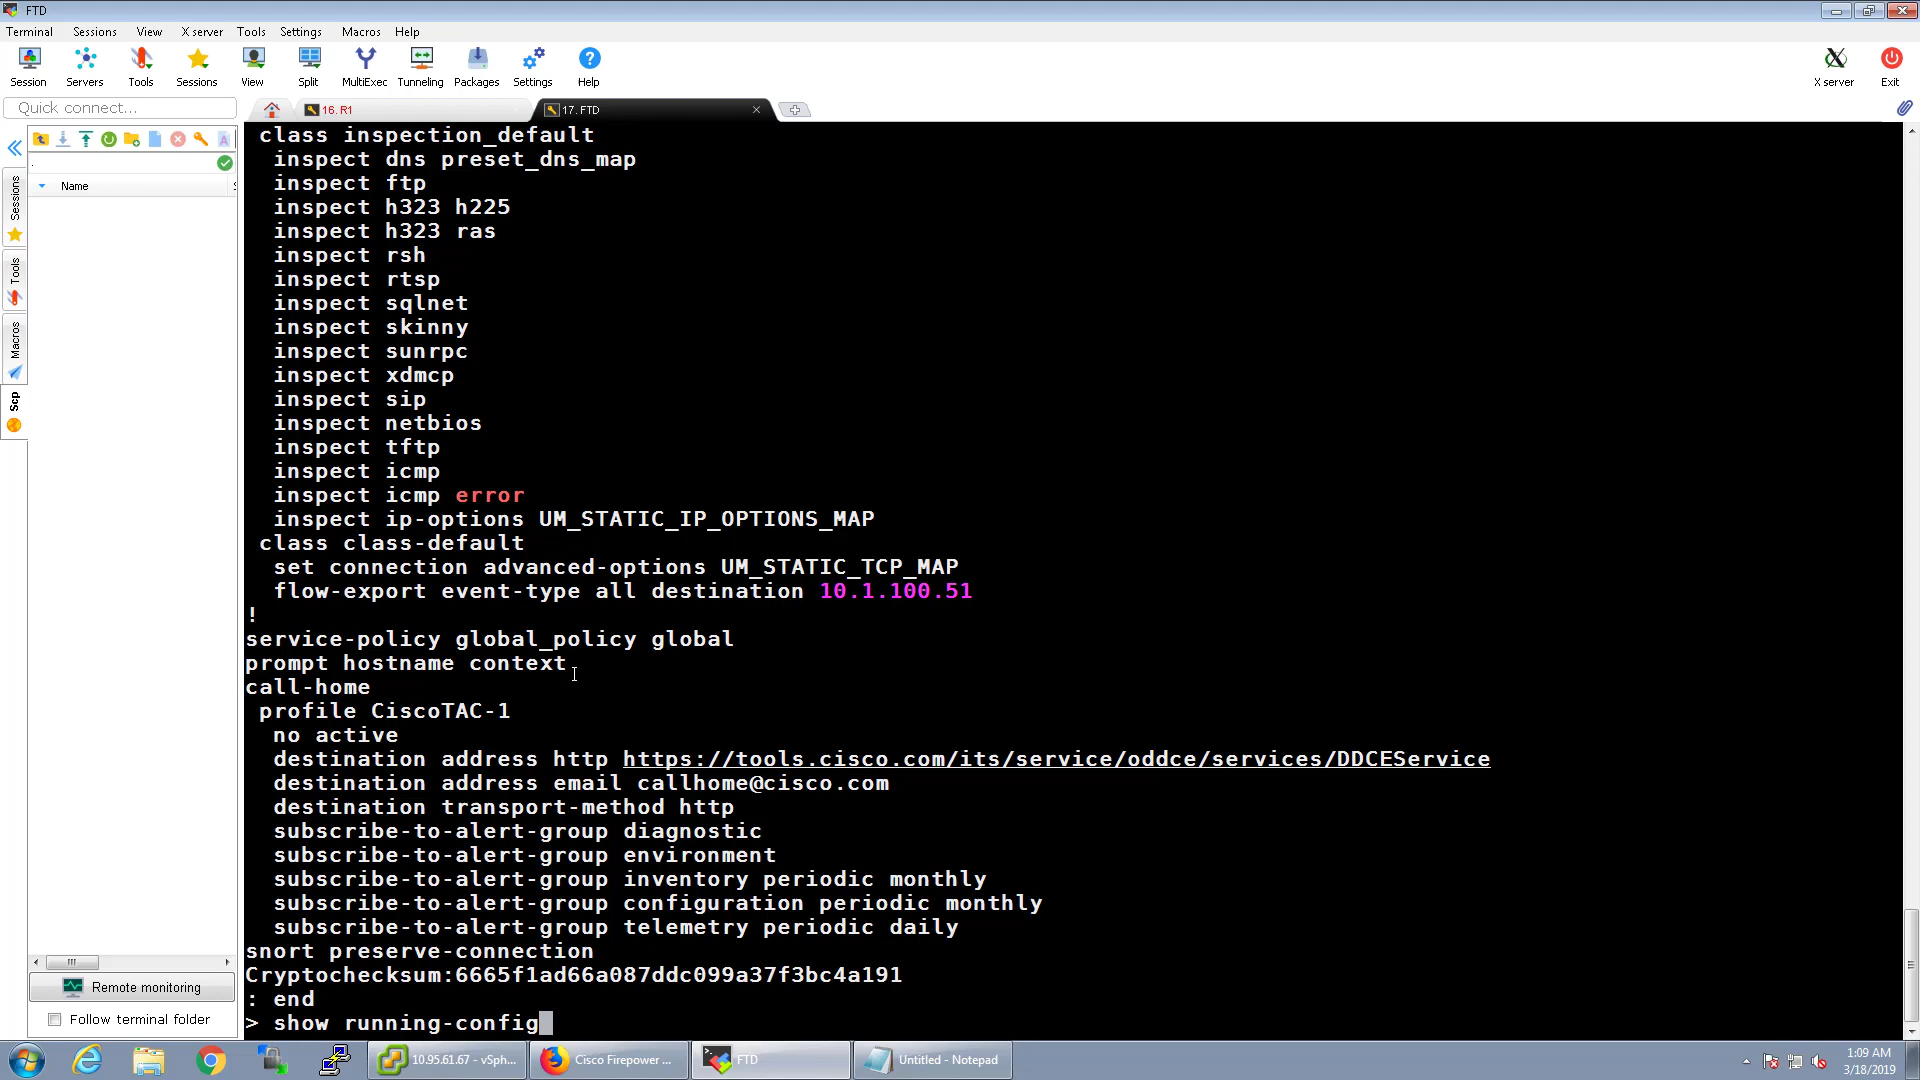 FTD
Terminal Sessions View X server Tools Settings Macros Help
Session Servers Tools Sessions View Split MultiExec Tunneling Packages Settings Help X server Exit
Quick connect...
16. R1
17. FTD
.
Name
Sessions
Tools
Macros
Scp
class inspection_default
inspect dns preset_dns_map
inspect ftp
inspect h323 h225
inspect h323 ras
inspect rsh
inspect rtsp
inspect sqlnet
inspect skinny
inspect sunrpc
inspect xdmcp
inspect sip
inspect netbios
inspect tftp
inspect icmp
inspect icmp error
inspect ip-options UM_STATIC_IP_OPTIONS_MAP
class class-default
set connection advanced-options UM_STATIC_TCP_MAP
flow-export event-type all destination 10.1.100.51
!
service-policy global_policy global
prompt hostname context
call-home
profile CiscoTAC-1
no active
destination address http https://tools.cisco.com/its/service/oddce/services/DDCEService
destination address email callhome@cisco.com
destination transport-method http
subscribe-to-alert-group diagnostic
subscribe-to-alert-group environment
subscribe-to-alert-group inventory periodic monthly
subscribe-to-alert-group configuration periodic monthly
subscribe-to-alert-group telemetry periodic daily
snort preserve-connection
Cryptochecksum:6665f1ad66a087ddc099a37f3bc4a191
: end
> show running-config
Remote monitoring
Follow terminal folder
10.95.61.67 - vSph...
Cisco Firepower ...
FTD
Untitled - Notepad
1:09 AM
3/18/2019